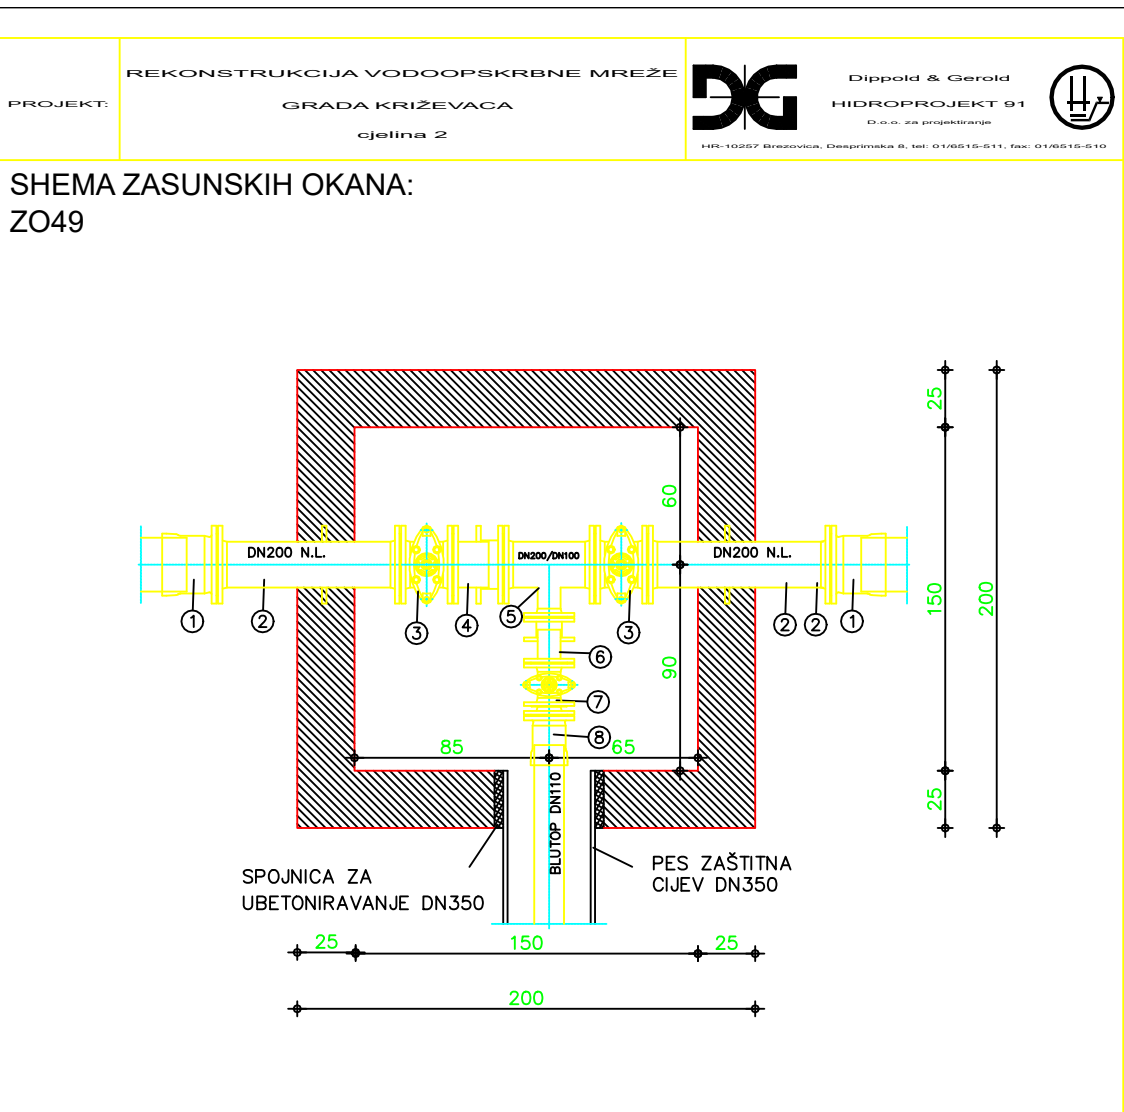 PROJEKT:
REKONSTRUKCIJA VODOOPSKRBNE MREŽE
GRADA KRIŽEVACA
cjelina 2
DG
Dippold & Gerold
HIDROPROJEKT 91
D.o.o. za projektiranje
HR-10257 Brezovica, Desprimska 8, tel: 01/6515-511, fax: 01/6515-510
SHEMA ZASUNSKIH OKANA:
ZO49
25
60
DN200 N.L.
DN200/DN100
DN200 N.L.
150
200
1
2
3
4
5
3
2
2
1
6
90
7
8
85
65
25
BLUTOP DN110
SPOJNICA ZA
UBETONIRAVANJE DN350
PES ZAŠTITNA
CIJEV DN350
25
150
25
200